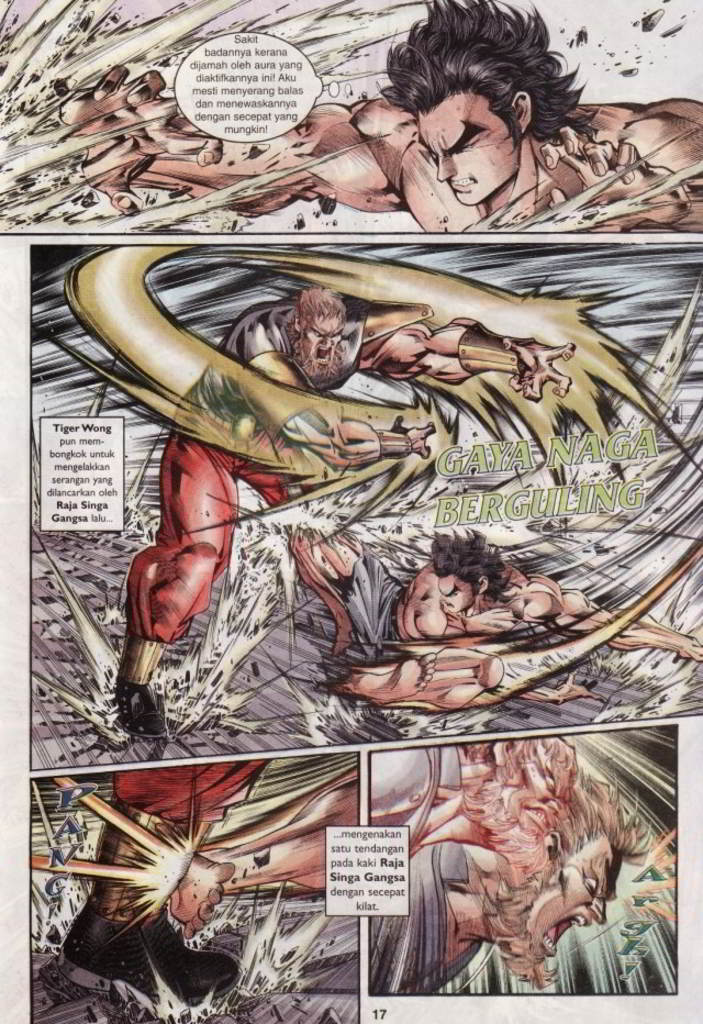 Sakit
badannya kerana
dijamah oleh aura yang
diaktifkannya ini! Aku
mesti menyerang balas
dan menewaskannya
dengan secepat yang
mungkin!
Tiger Wong
pun mem-
bongkok untuk
mengelakkan
serangan yang
dilancarkan oleh
Raja Singa
Gangsa lalu...
GAYA NAGA
BERGULING
PANG!
...mengenakan
satu tendangan
pada kaki Raja
Singa Gangsa
dengan secepat
kilat.
Argh!
17